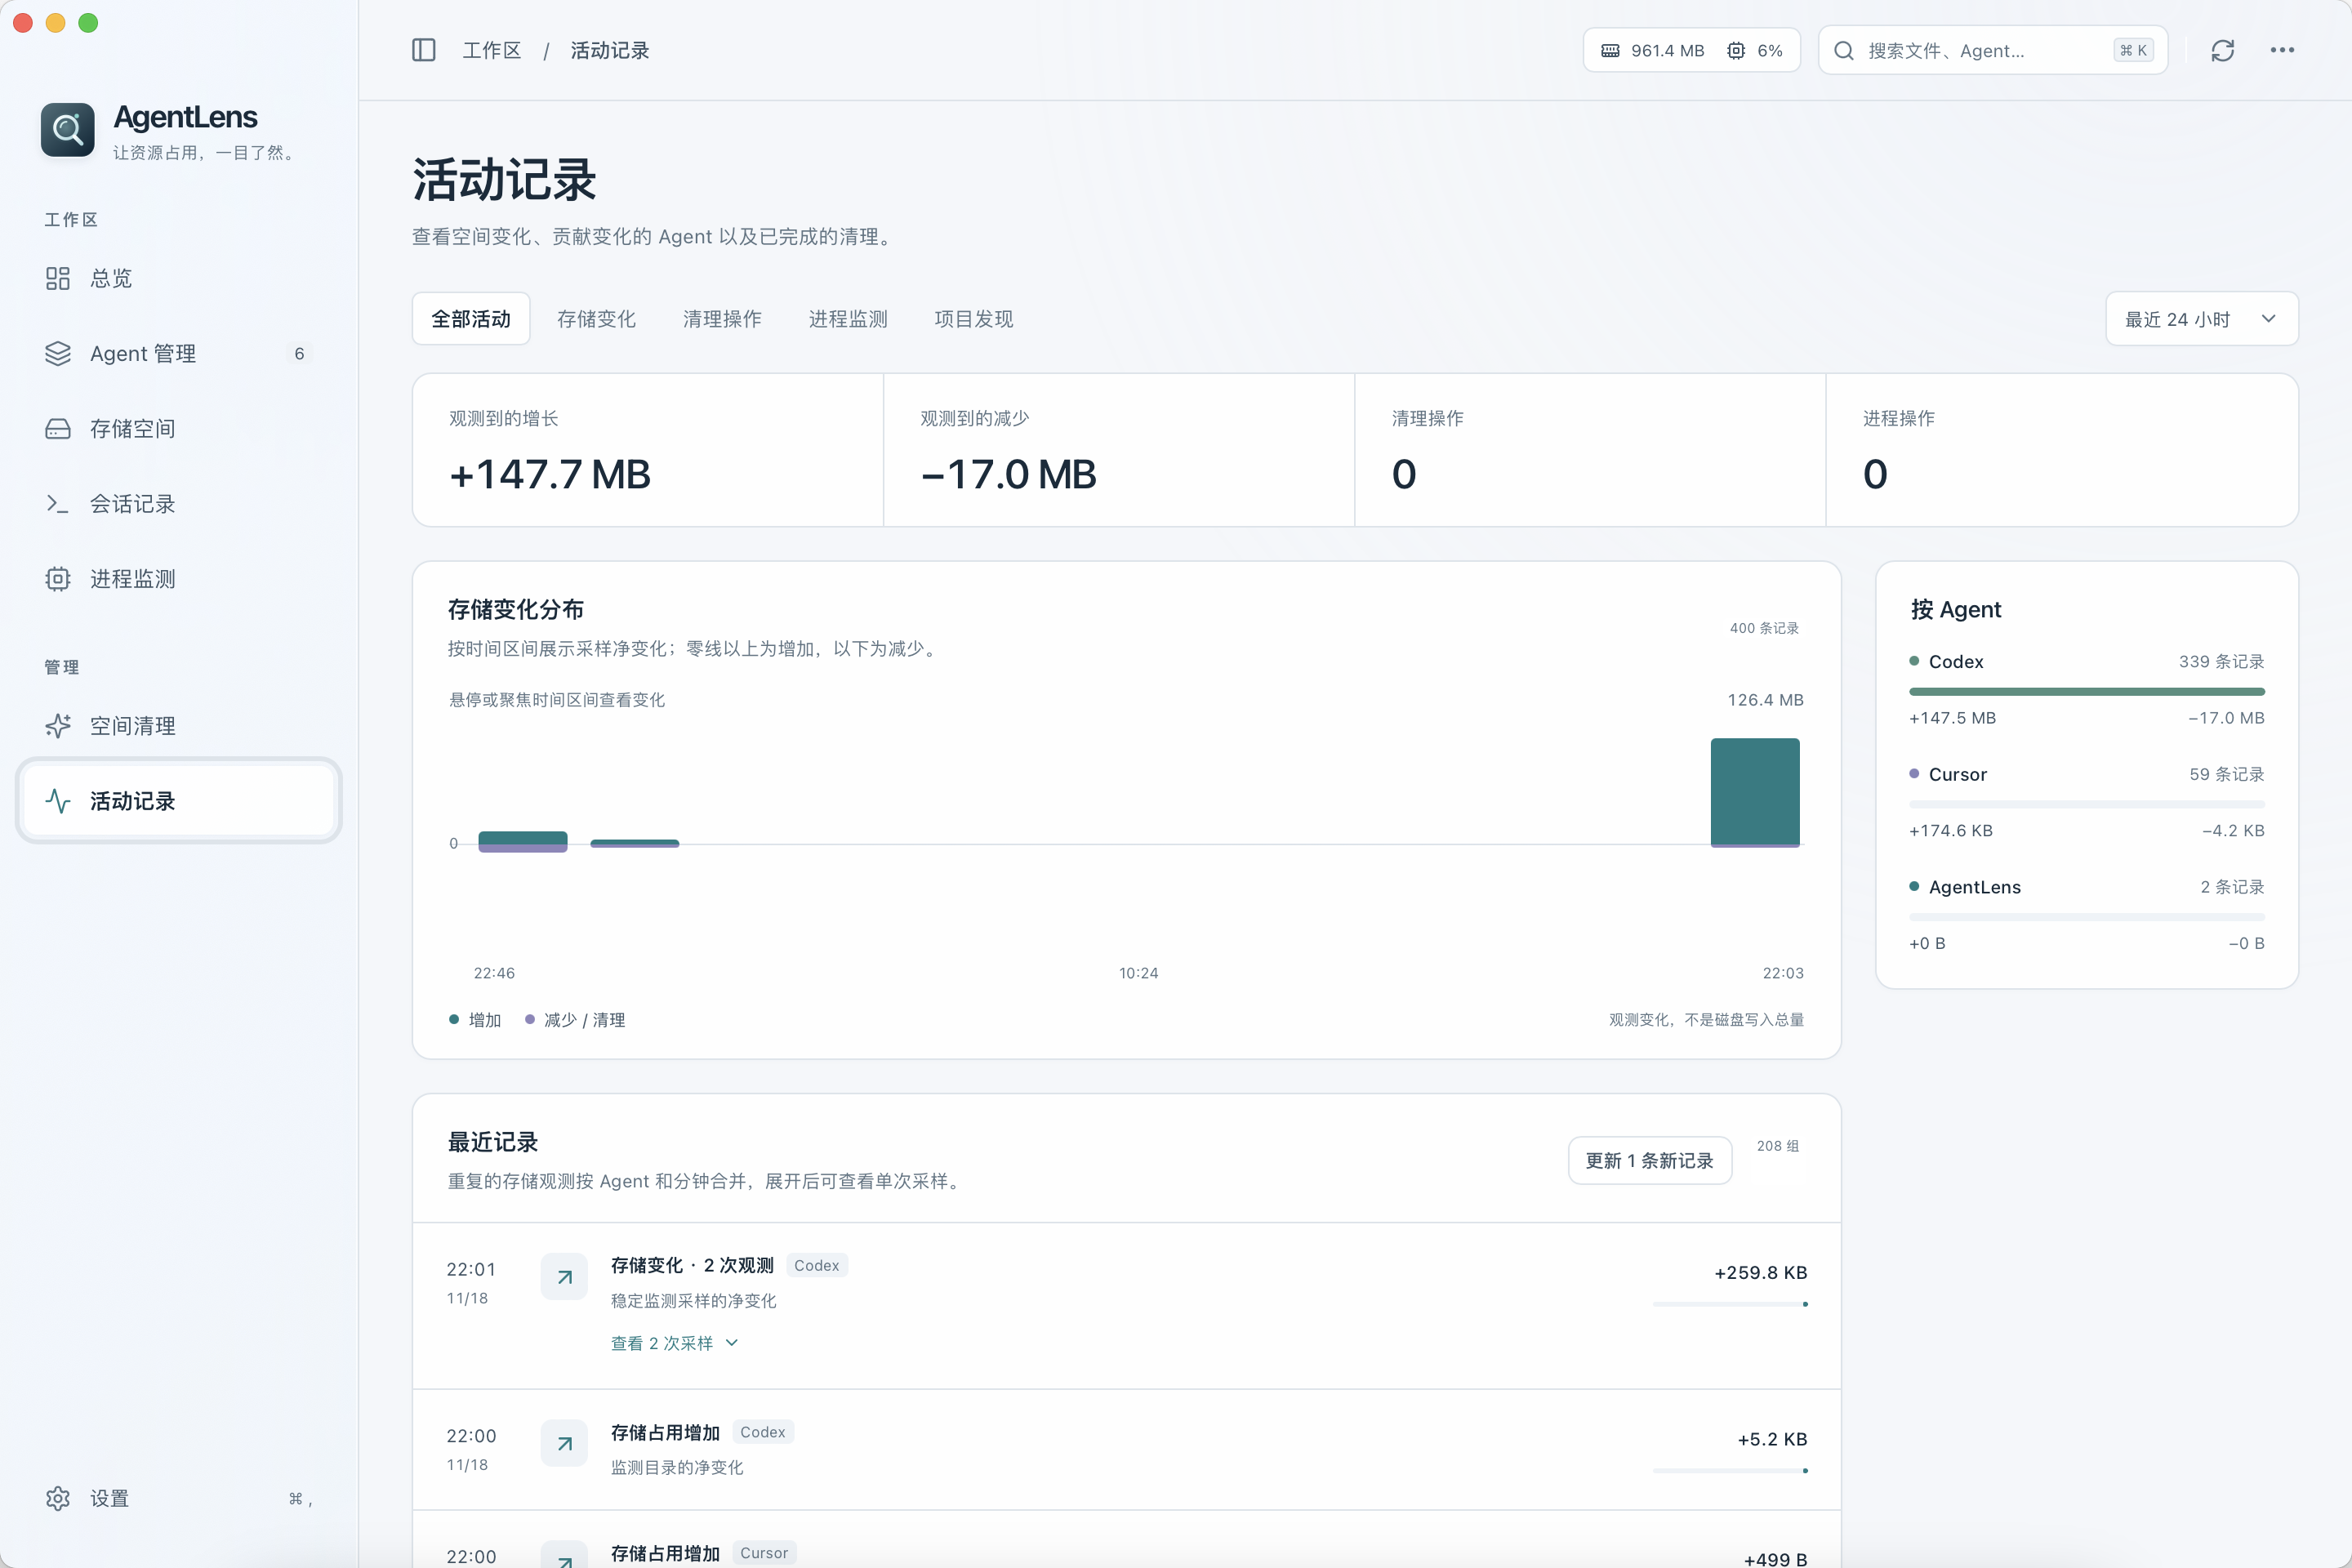 AgentLens
让资源占用，一目了然。
工作区
总览
Agent 管理 6
存储空间
会话记录
进程监测
管理
空间清理
活动记录
设置 ⌘ ,
工作区 / 活动记录
961.4 MB 6%
搜索文件、Agent... ⌘ K
活动记录
查看空间变化、贡献变化的 Agent 以及已完成的清理。
全部活动 存储变化 清理操作 进程监测 项目发现
最近 24 小时
观测到的增长
+147.7 MB
观测到的减少
−17.0 MB
清理操作
0
进程操作
0
存储变化分布
400 条记录
按时间区间展示采样净变化；零线以上为增加，以下为减少。
悬停或聚焦时间区间查看变化
126.4 MB
0
22:46 10:24 22:03
增加 减少 / 清理
观测变化，不是磁盘写入总量
按 Agent
Codex 339 条记录
+147.5 MB −17.0 MB
Cursor 59 条记录
+174.6 KB −4.2 KB
AgentLens 2 条记录
+0 B −0 B
最近记录
重复的存储观测按 Agent 和分钟合并，展开后可查看单次采样。
更新 1 条新记录
208 组
22:01
11/18
存储变化 · 2 次观测 Codex
稳定监测采样的净变化
查看 2 次采样
+259.8 KB
22:00
11/18
存储占用增加 Codex
监测目录的净变化
+5.2 KB
22:00
存储占用增加 Cursor
+499 B